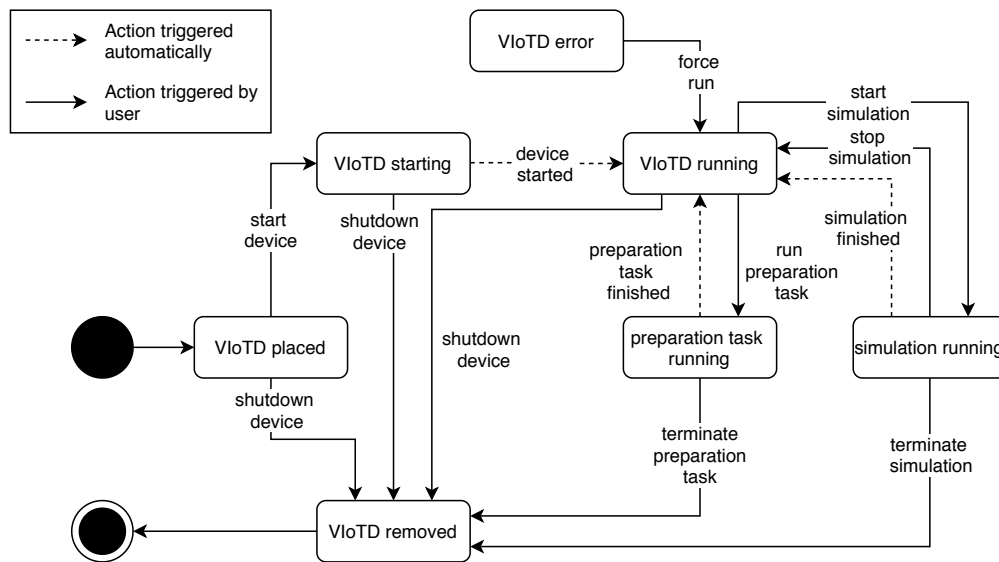 Action triggered
automatically
Action triggered by
user
VIoTD error
force
run
start
simulation
stop
simulation
VIoTD starting
device
started
VIoTD running
start
device
shutdown
device
simulation
finished
preparation
task
finished
run
preparation
task
VIoTD placed
shutdown
device
preparation task
running
simulation running
shutdown
device
terminate
preparation
task
terminate
simulation
VIoTD removed